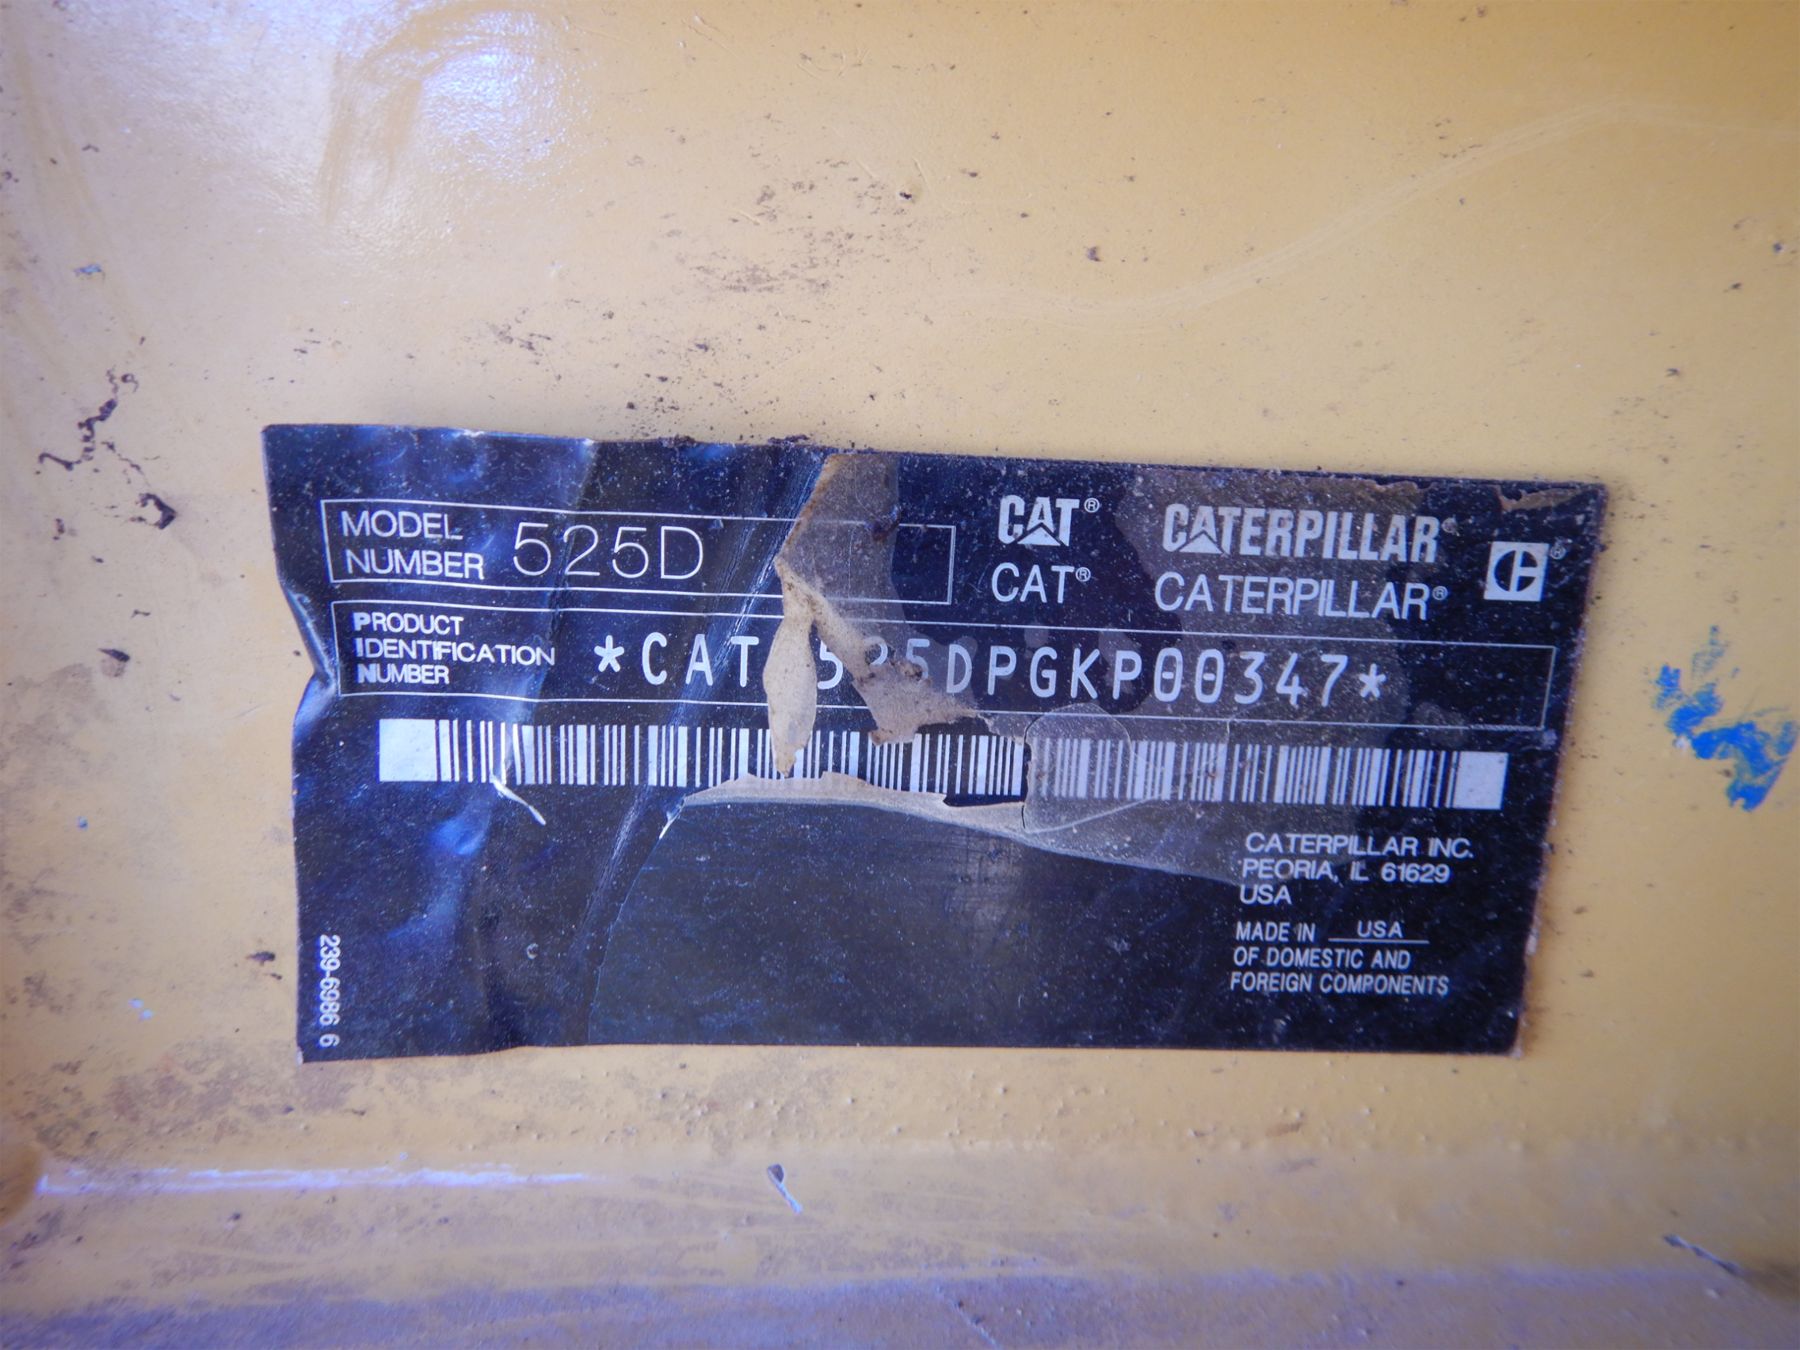 MODEL
NUMBER 525D
CAT® CATERPILLAR®
CAT® CATERPILLAR®
PRODUCT
IDENTIFICATION
NUMBER
*CAT 525DPGKP00347*
CATERPILLAR INC.
PEORIA, IL 61629
USA
MADE IN USA
OF DOMESTIC AND
FOREIGN COMPONENTS
239-6986 6